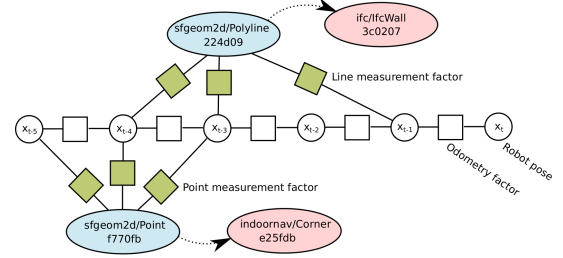 sfgeom2d/Polyline
224d09
ifc/IfcWall
3c0207
Line measurement factor
xt-5
xt-4
xt-3
xt-2
xt-1
xt
Robot pose
Odometry factor
Point measurement factor
sfgeom2d/Point
f770fb
indoornav/Corner
e25fdb